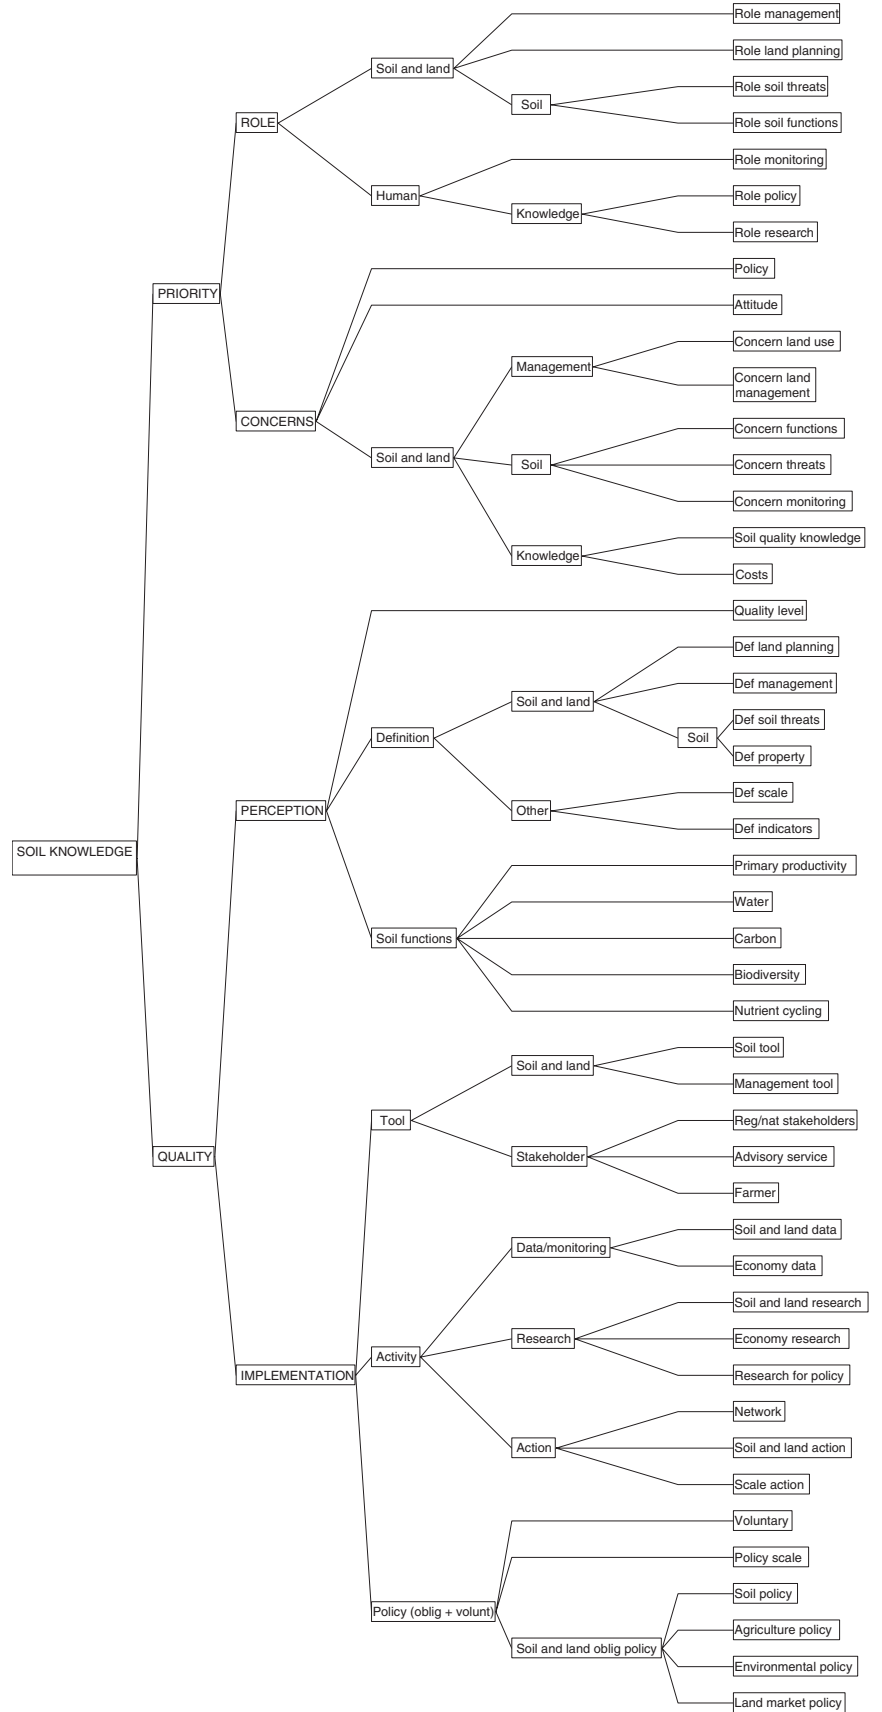 Role management
Role land planning
Soil and land
Role soil threats
Soil
Role soil functions
ROLE
Role monitoring
Human
Role policy
Knowledge
Role research
Policy
PRIORITY
Attitude
Concern land use
Management
Concern land
management
CONCERNS
Concern functions
Soil and land
Soil
Concern threats
Concern monitoring
Soil quality knowledge
Knowledge
Costs
Quality level
Def land planning
Def management
Soil and land
Def soil threats
Definition
Soil
Def property
Def scale
PERCEPTION
Other
Def indicators
SOIL KNOWLEDGE
Primary productivity
Water
Soil functions
Carbon
Biodiversity
Nutrient cycling
Soil tool
Soil and land
Management tool
Tool
Reg/nat stakeholders
QUALITY
Stakeholder
Advisory service
Farmer
Soil and land data
Data/monitoring
Economy data
Soil and land research
Research
Economy research
Activity
IMPLEMENTATION
Research for policy
Network
Action
Soil and land action
Scale action
Voluntary
Policy scale
Soil policy
Policy (oblig + volunt)
Agriculture policy
Soil and land oblig policy
Environmental policy
Land market policy